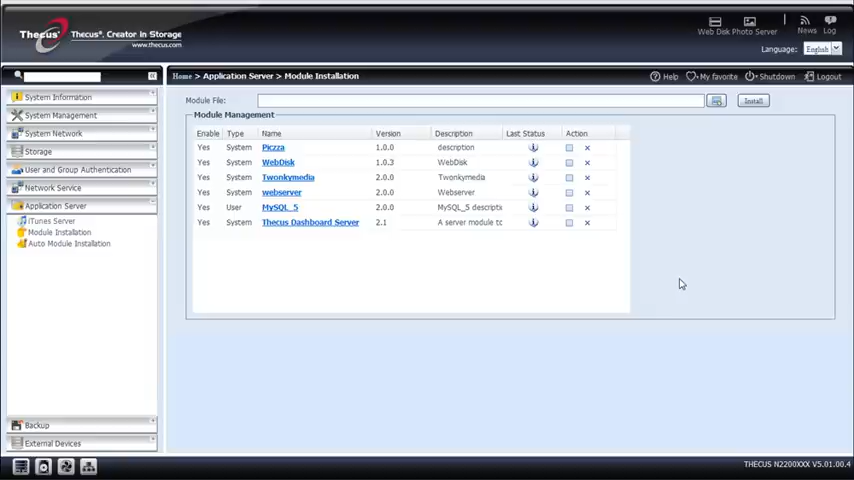 Thecus® Thecus®, Creator in Storage
www.thecus.com
Web Disk Photo Server News Log
Language: English
Home > Application Server > Module Installation
Help My favorite Shutdown Logout
System Information
System Management
System Network
Storage
User and Group Authentication
Network Service
Application Server
iTunes Server
Module Installation
Auto Module Installation
Backup
External Devices
Module File: Install
Module Management
Enable Type Name Version Description Last Status Action
Yes System Piczza 1.0.0 description
Yes System WebDisk 1.0.3 WebDisk
Yes System Twonkymedia 2.0.0 Twonkymedia
Yes System webserver 2.0.0 Webserver
Yes User MySQL_5 2.0.0 MySQL_5 descriptic
Yes System Thecus Dashboard Server 2.1 A server module tc
THECUS N2200XXX V5.01.00.4